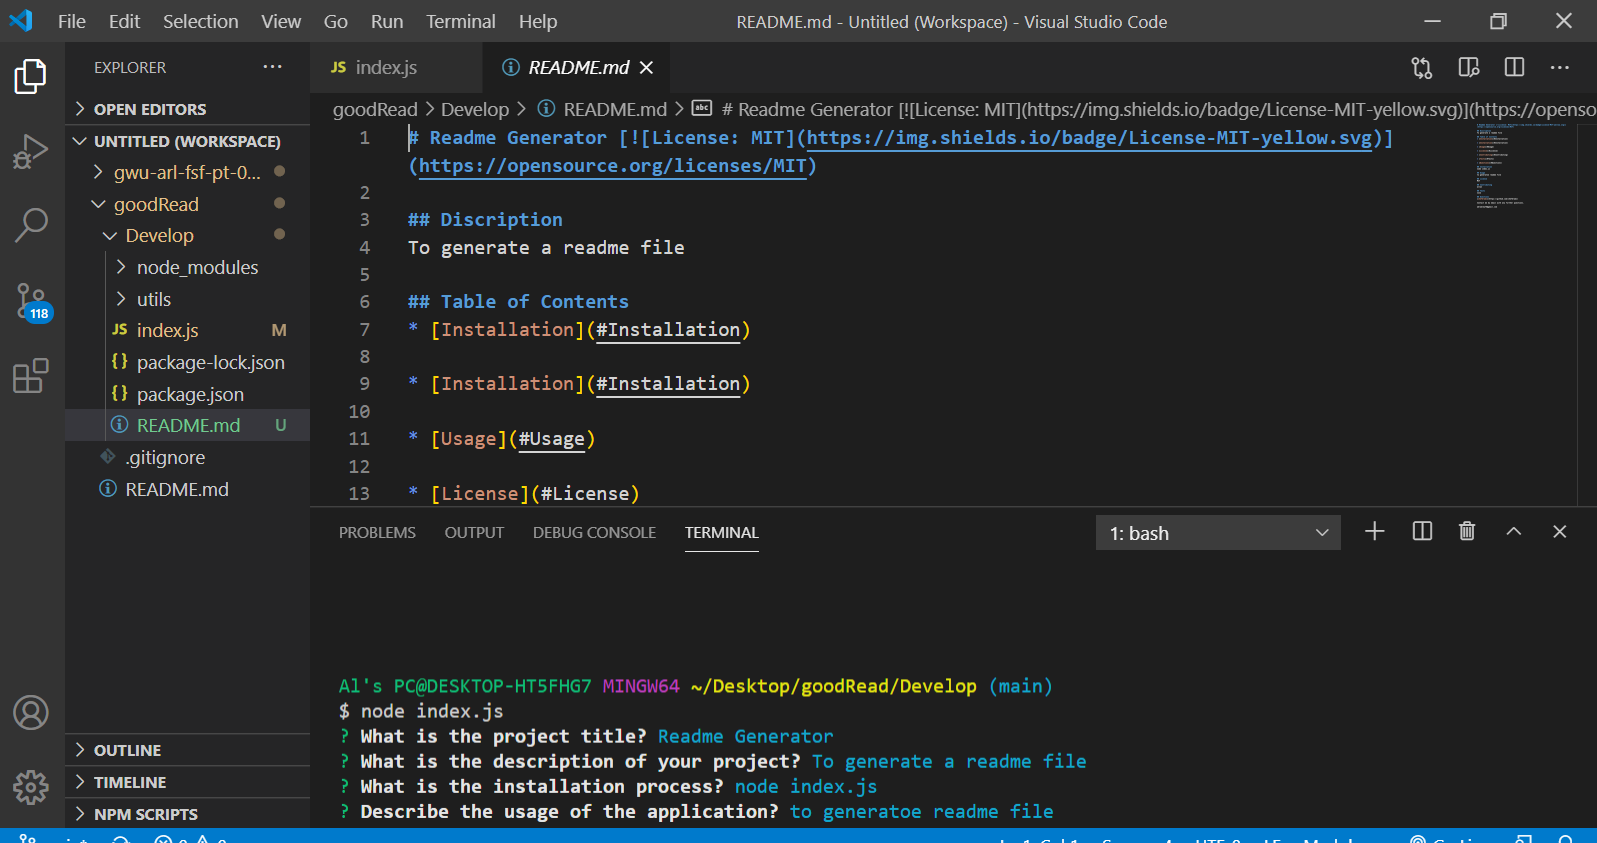 File Edit Selection View Go Run Terminal Help README.md - Untitled (Workspace) - Visual Studio Code
EXPLORER ···
JS index.js
README.md
OPEN EDITORS
goodRead > Develop > README.md > # Readme Generator [![License: MIT](https://img.shields.io/badge/License-MIT-yellow.svg)](https://openso
UNTITLED (WORKSPACE)
gwu-arl-fsf-pt-0...
goodRead
Develop
node_modules
utils
JS index.js M
{} package-lock.json
{} package.json
README.md U
.gitignore
README.md
118
OUTLINE
TIMELINE
NPM SCRIPTS
1 # Readme Generator [![License: MIT](https://img.shields.io/badge/License-MIT-yellow.svg)]
(https://opensource.org/licenses/MIT)
2
3 ## Discription
4 To generate a readme file
5
6 ## Table of Contents
7 * [Installation](#Installation)
8
9 * [Installation](#Installation)
10
11 * [Usage](#Usage)
12
13 * [License](#License)
PROBLEMS OUTPUT DEBUG CONSOLE TERMINAL 1: bash
Al's PC@DESKTOP-HT5FHG7 MINGW64 ~/Desktop/goodRead/Develop (main)
$ node index.js
? What is the project title? Readme Generator
? What is the description of your project? To generate a readme file
? What is the installation process? node index.js
? Describe the usage of the application? to generatoe readme file